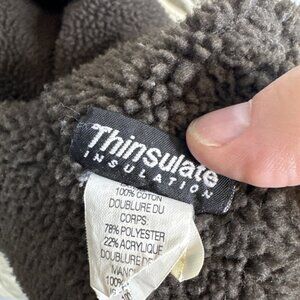 Thinsulate
INSULATION
100% COTON
DOUBLURE DU
CORPS:
78% POLYESTER
22% ACRYLIQUE
DOUBLURE DE